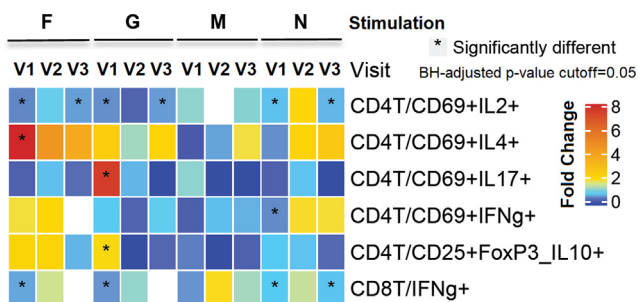 F G M N Stimulation
* Significantly different
V1 V2 V3 V1 V2 V3 V1 V2 V3 V1 V2 V3 Visit BH-adjusted p-value cutoff=0.05
* * * * * * CD4T/CD69+IL2+
* CD4T/CD69+IL4+
* CD4T/CD69+IL17+
* CD4T/CD69+IFNg+
* CD4T/CD25+FoxP3_IL10+
* * * * CD8T/IFNg+
Fold Change
8
6
4
2
0